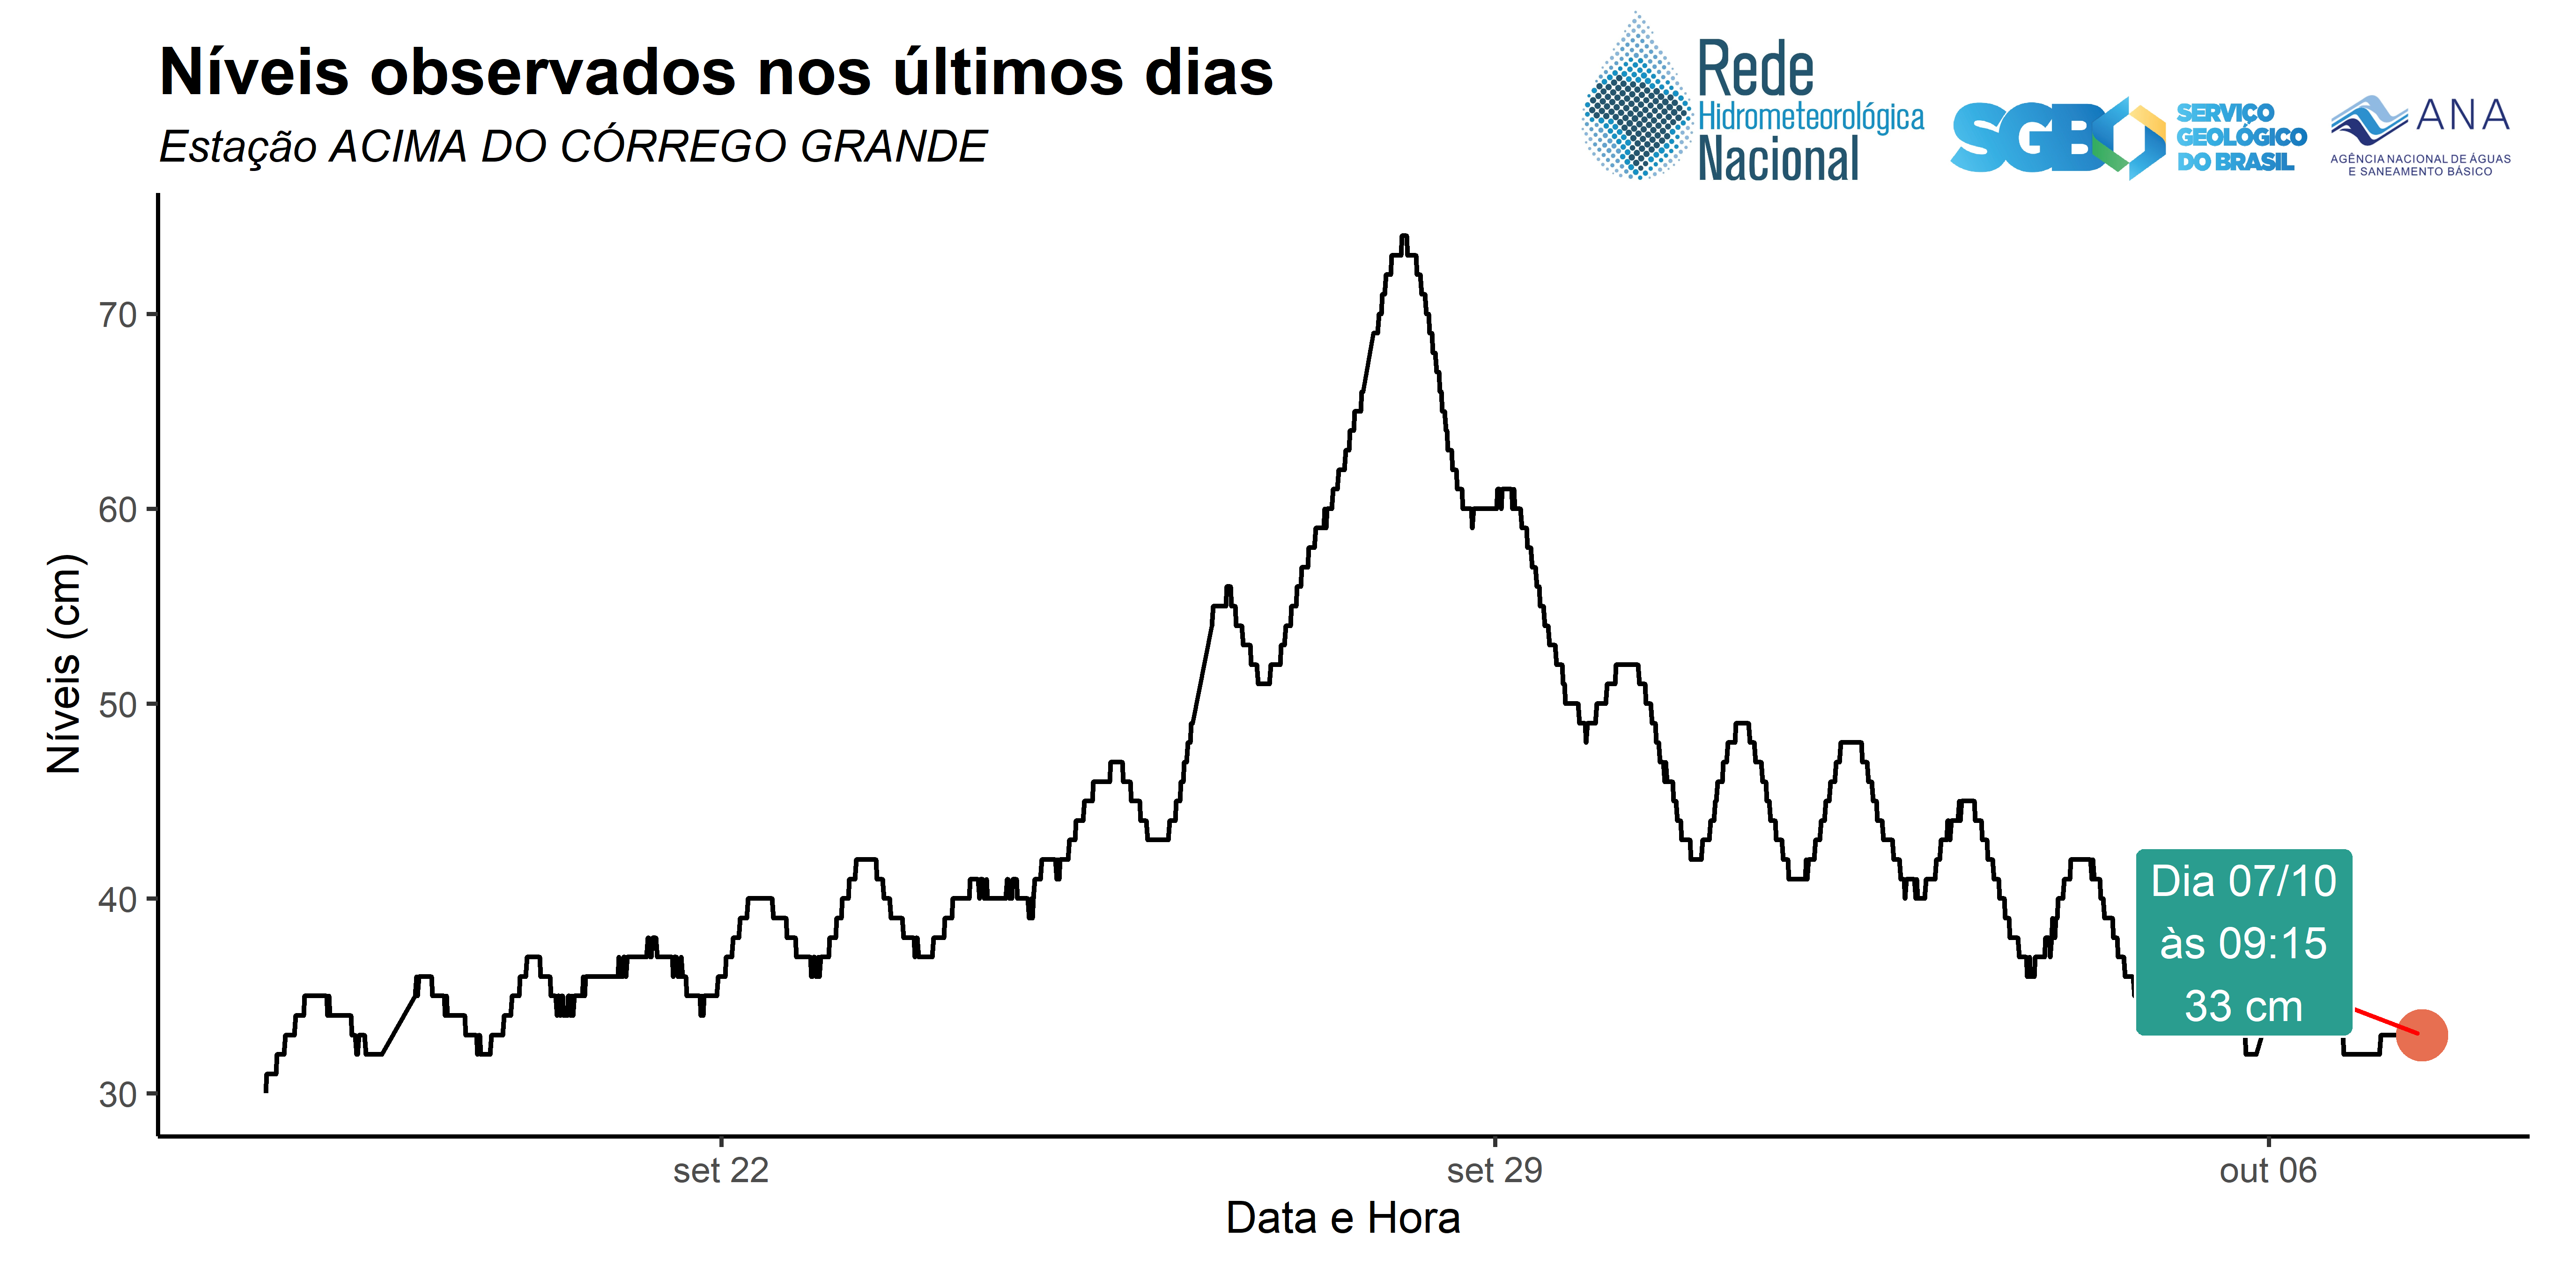 Níveis observados nos últimos dias
Estação ACIMA DO CÓRREGO GRANDE
Rede
Hidrometeorológica
Nacional
SGB
SERVIÇO
GEOLÓGICO
DO BRASIL
ANA
AGÊNCIA NACIONAL DE ÁGUAS
E SANEAMENTO BÁSICO
Níveis (cm)
70
60
50
40
30
Dia 07/10
às 09:15
33 cm
set 22
set 29
out 06
Data e Hora